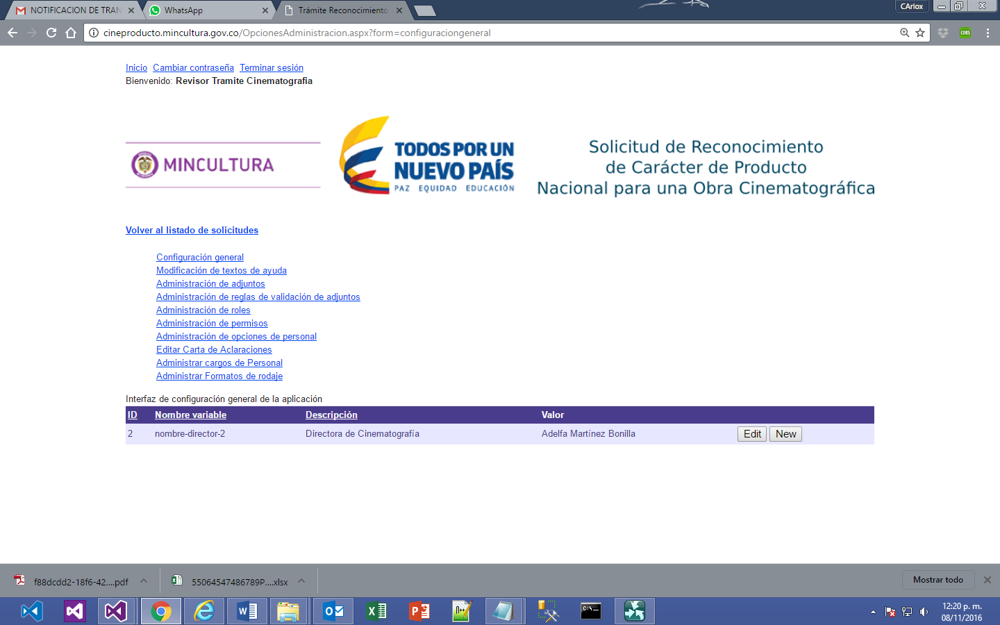 NOTIFICACION DE TRAN
WhatsApp
Trámite Reconocimiento
CArlox
cineproducto.mincultura.gov.co/OpcionesAdministracion.aspx?form=configuraciongeneral
CORS
Inicio Cambiar contraseña Terminar sesión
Bienvenido: Revisor Tramite Cinematografia
MINCULTURA
TODOS POR UN
NUEVO PAÍS
PAZ EQUIDAD EDUCACIÓN
Solicitud de Reconocimiento
de Carácter de Producto
Nacional para una Obra Cinematográfica
Volver al listado de solicitudes
Configuración general
Modificación de textos de ayuda
Administración de adjuntos
Administración de reglas de validación de adjuntos
Administración de roles
Administración de permisos
Administración de opciones de personal
Editar Carta de Aclaraciones
Administrar cargos de Personal
Administrar Formatos de rodaje
Interfaz de configuración general de la aplicación
ID Nombre variable Descripción Valor
2 nombre-director-2 Directora de Cinematografía Adelfa Martínez Bonilla Edit New
f88dcdd2-18f6-42....pdf
55064547486789P....xlsx
Mostrar todo
12:20 p. m.
08/11/2016